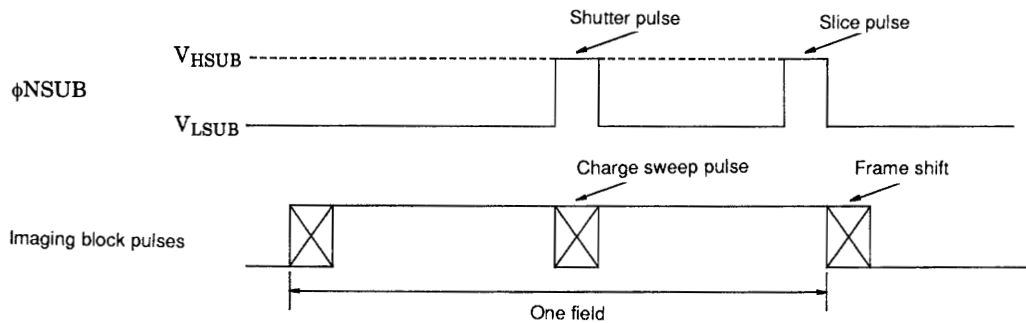 Shutter pulse
Slice pulse
VHSUB
ϕNSUB
VLSUB
Charge sweep pulse
Frame shift
Imaging block pulses
One field